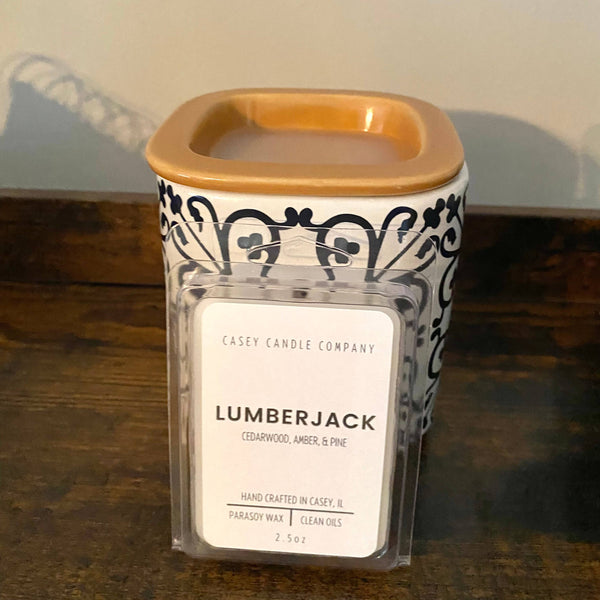 CASEY CANDLE COMPANY
LUMBERJACK
CEDARWOOD, AMBER, & PINE
HAND CRAFTED IN CASEY, IL
PARASOY WAX | CLEAN OILS
2.5oz